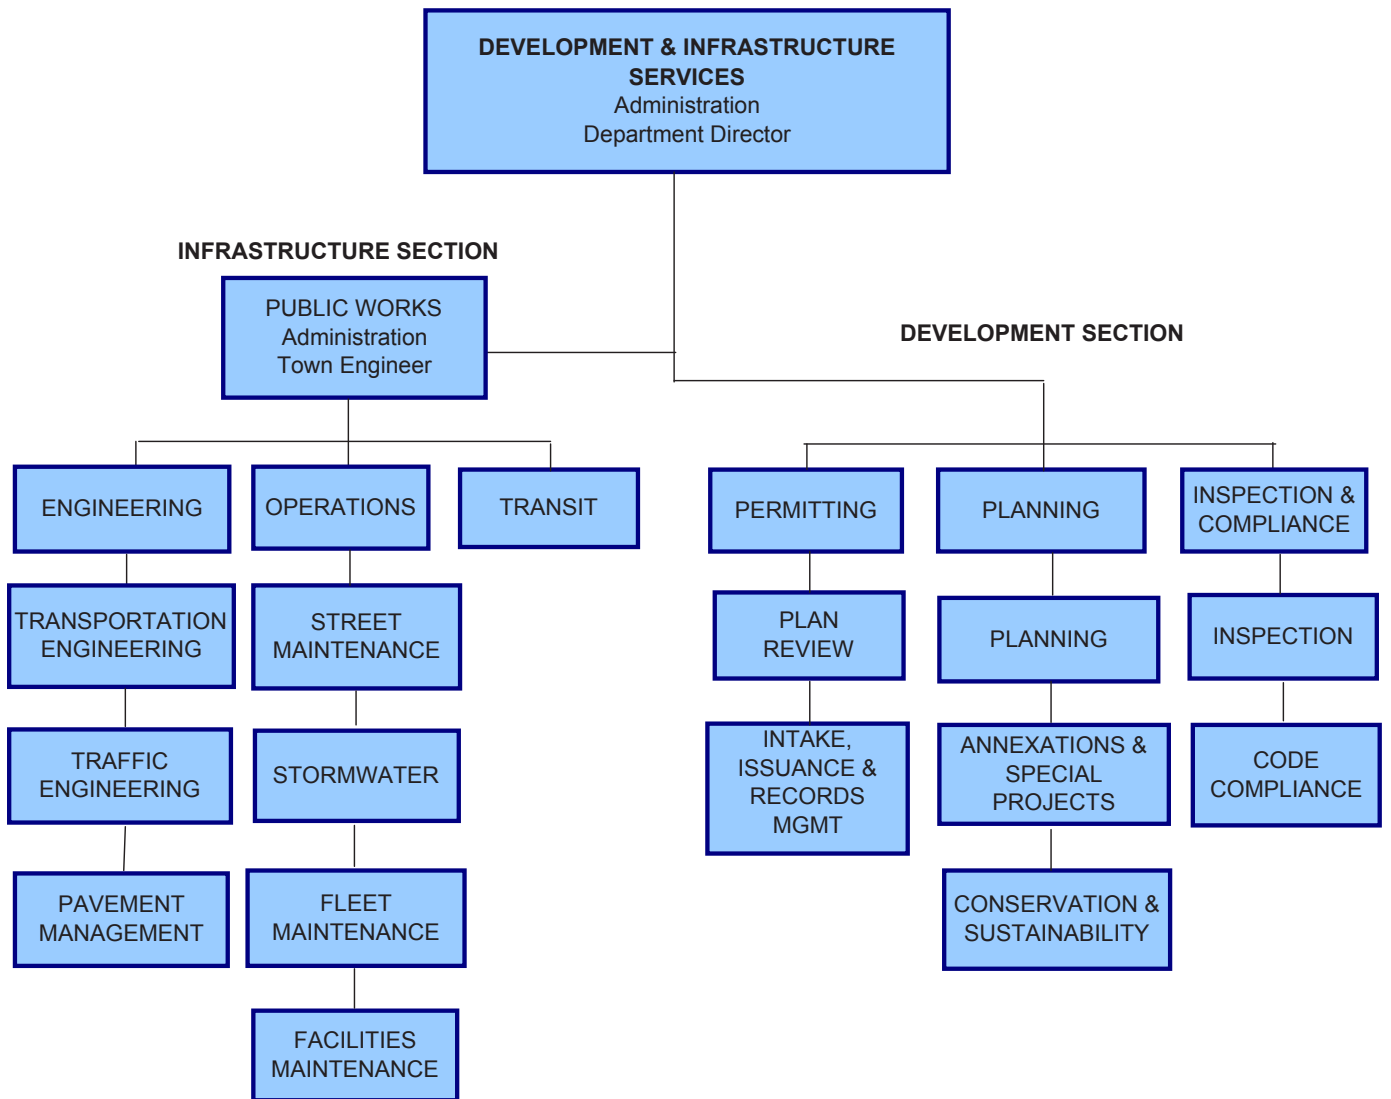 DEVELOPMENT & INFRASTRUCTURE
SERVICES
Administration
Department Director
INFRASTRUCTURE SECTION
PUBLIC WORKS
Administration
Town Engineer
DEVELOPMENT SECTION
ENGINEERING
OPERATIONS
TRANSIT
PERMITTING
PLANNING
INSPECTION &
COMPLIANCE
TRANSPORTATION
ENGINEERING
STREET
MAINTENANCE
PLAN
REVIEW
PLANNING
INSPECTION
TRAFFIC
ENGINEERING
STORMWATER
INTAKE,
ISSUANCE &
RECORDS
MGMT
ANNEXATIONS &
SPECIAL
PROJECTS
CODE
COMPLIANCE
PAVEMENT
MANAGEMENT
FLEET
MAINTENANCE
CONSERVATION &
SUSTAINABILITY
FACILITIES
MAINTENANCE